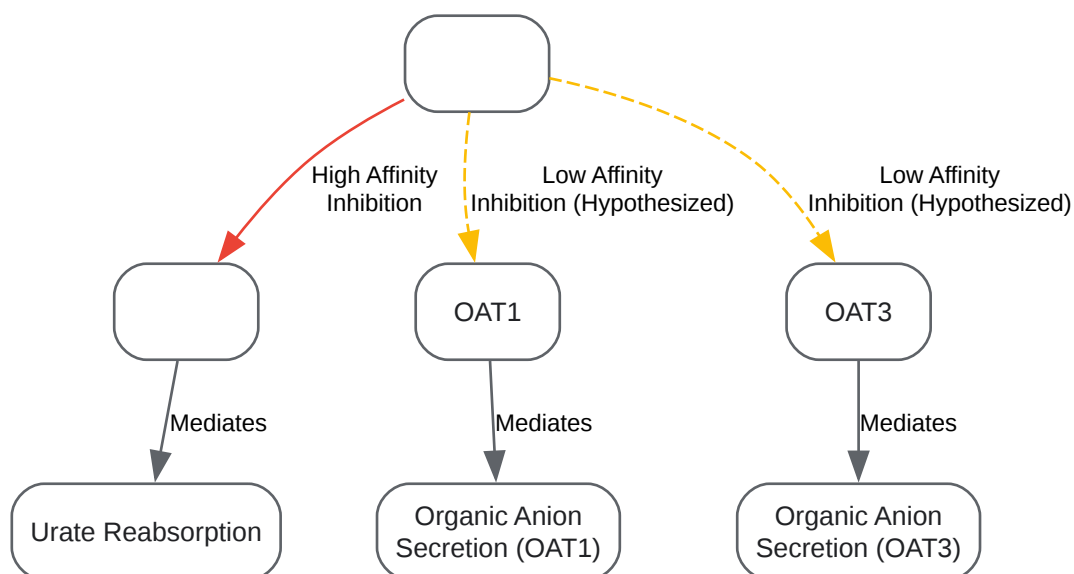 High Affinity
Inhibition
Low Affinity
Inhibition (Hypothesized)
Low Affinity
Inhibition (Hypothesized)
OAT1
OAT3
Mediates
Mediates
Mediates
Urate Reabsorption
Organic Anion
Secretion (OAT1)
Organic Anion
Secretion (OAT3)